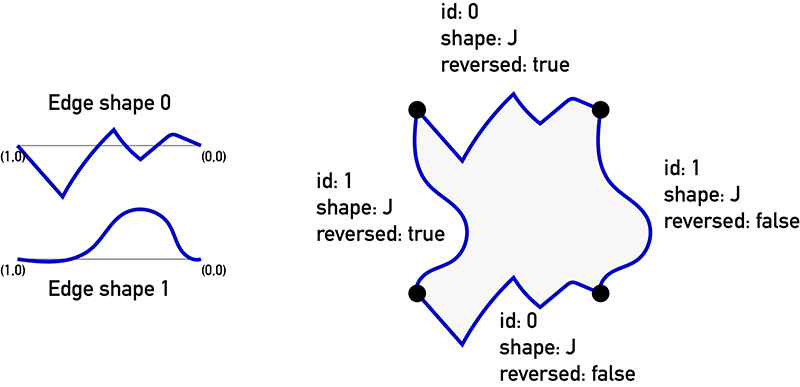 Edge shape 0
(1.0)
(0.0)
(1,0)
(0,0)
Edge shape 1
id: 0
shape: J
reversed: true
id: 1
shape: J
reversed: true
id: 1
shape: J
reversed: false
id: 0
shape: J
reversed: false